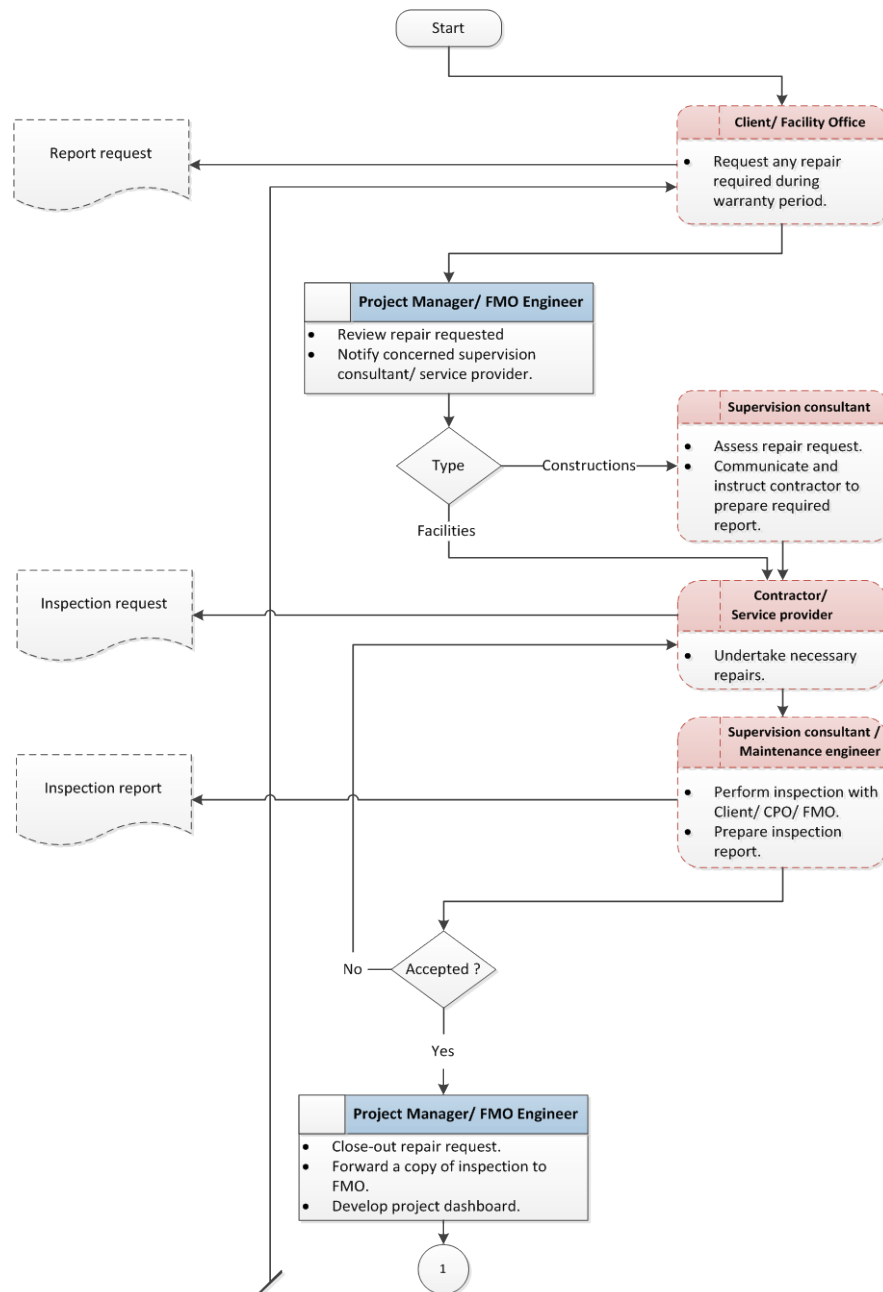 Start
Client/ Facility Office
• Request any repair
required during
warranty period.
Report request
Project Manager/ FMO Engineer
• Review repair requested
• Notify concerned supervision
consultant/ service provider.
Supervision consultant
• Assess repair request.
• Communicate and
instruct contractor to
prepare required
report.
Type
Constructions
Facilities
Contractor/
Service provider
• Undertake necessary
repairs.
Inspection request
Supervision consultant /
Maintenance engineer
• Perform inspection with
Client/ CPO/ FMO.
• Prepare inspection
report.
Inspection report
Accepted ?
No
Yes
Project Manager/ FMO Engineer
• Close-out repair request.
• Forward a copy of inspection to
FMO.
• Develop project dashboard.
1